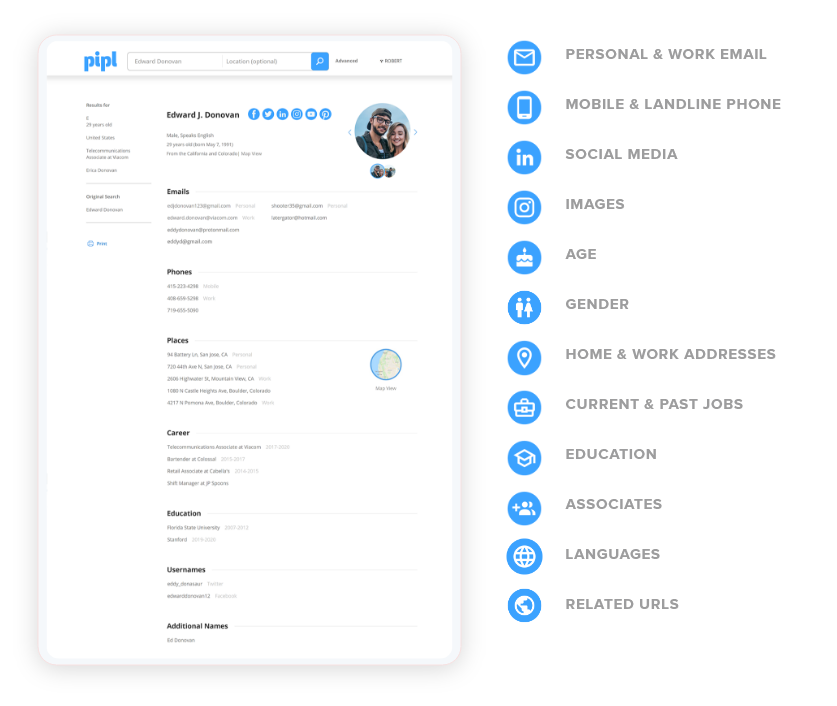 pipl
Edward Donovan
Location (optional)
Advanced
ROBERT
Results for
E
29 years old
United States
Telecommunications
Associate at Viacom
Erica Donovan
Original Search
Edward Donovan
Print
Edward J. Donovan
Male, Speaks English
29 years old (born May 7, 1991)
From the California and Colorado| Map View
Emails
edjdonovan123@gmail.com Personal
shooter35@gmail.com Personal
edward.donovan@viacom.com Work
latergator@hotmail.com
eddydonovan@protonmail.com
eddyd@gmail.com
Phones
415-223-4298 Mobile
408-659-5298 Work
719-655-5080
Places
94 Battery Ln, San Jose, CA Personal
720 44th Ave N, San Jose, CA Personal
2606 Highwater St, Mountain View, CA Work
1080 N Castle Heights Ave, Boulder, Colorado
4217 N Pomona Ave, Boulder, Colorado Work
Map View
Career
Telecommunications Associate at Viacom 2017-2020
Bartender at Colossal 2015-2017
Retail Associate at Cabella's 2014-2015
Shift Manager at JP Spoons
Education
Florida State University
Stanford 2019-2020
Usernames
eddy_donasaur Twitter
edwarddonovan12 Facebook
Additional Names
Ed Donovan
PERSONAL & WORK EMAIL
MOBILE & LANDLINE PHONE
SOCIAL MEDIA
IMAGES
AGE
GENDER
HOME & WORK ADDRESSES
CURRENT & PAST JOBS
EDUCATION
ASSOCIATES
LANGUAGES
RELATED URLS